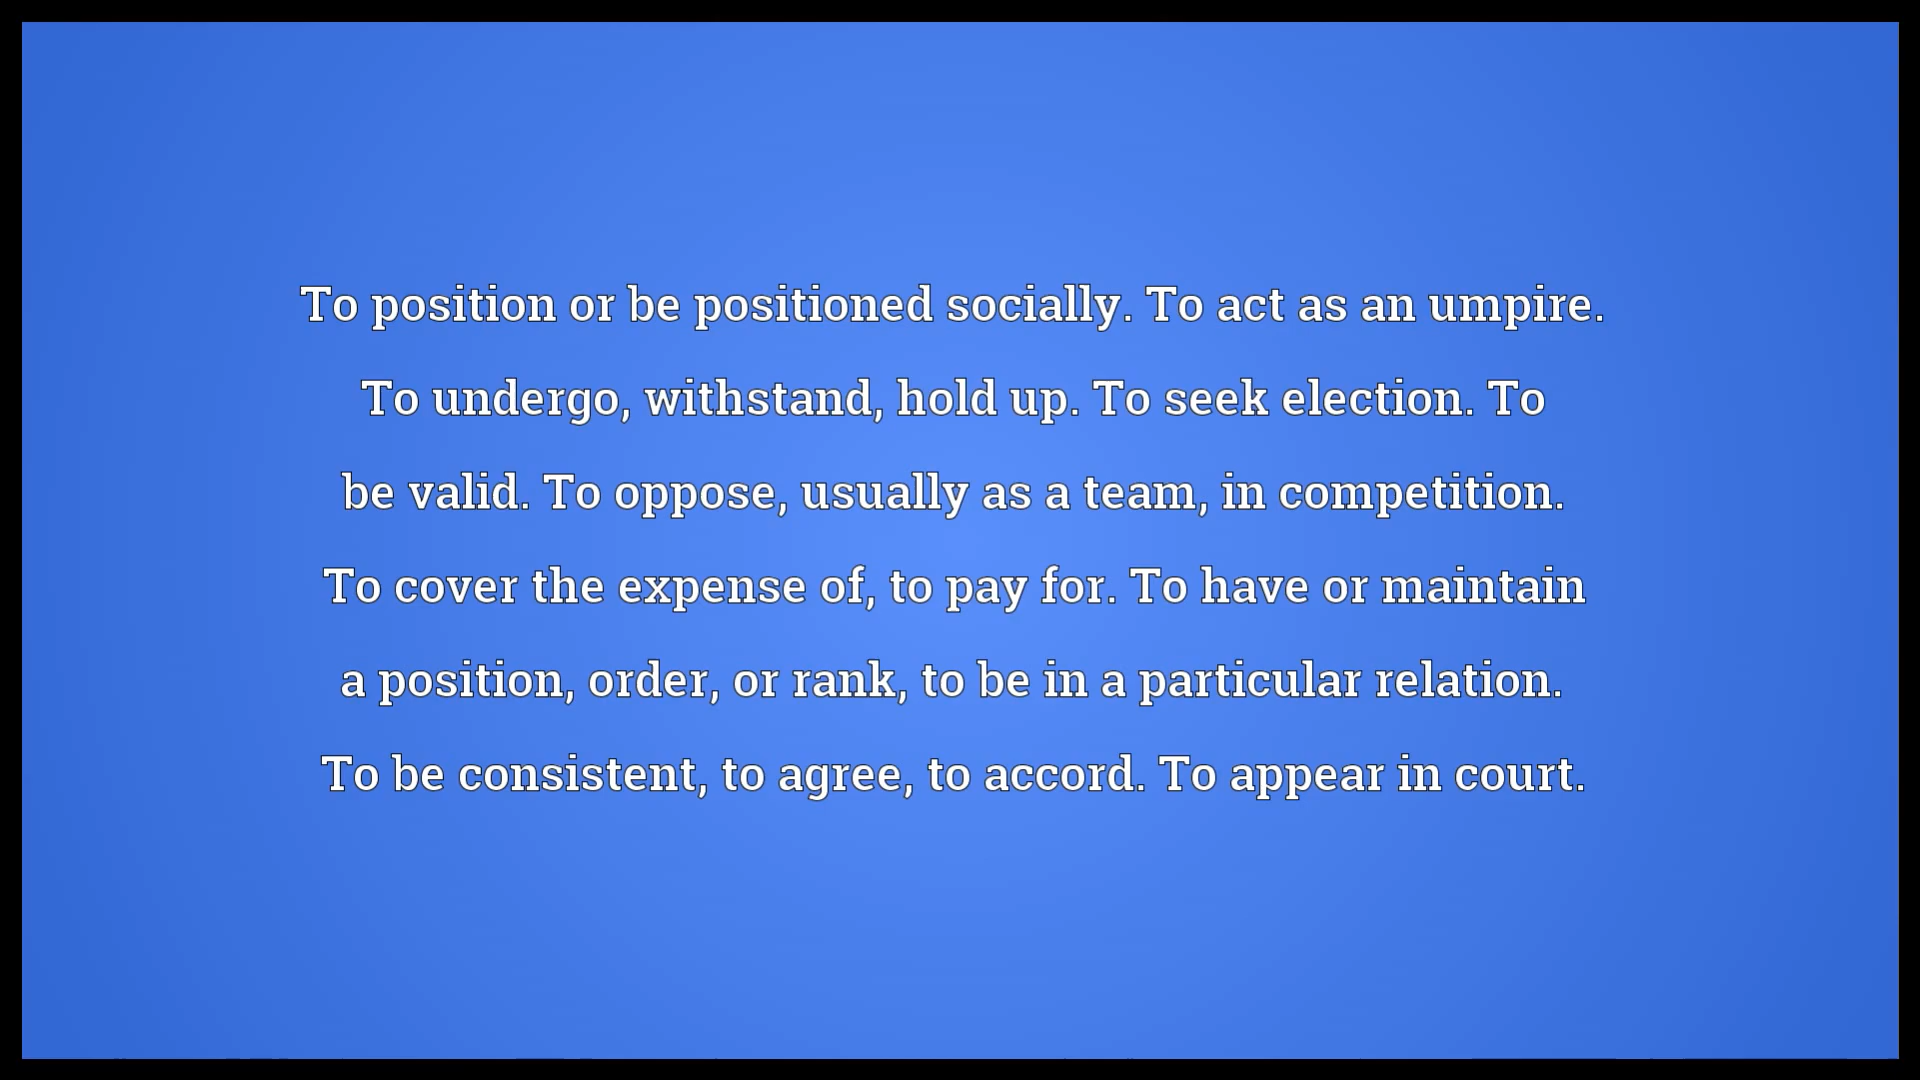 To position or be positioned socially. To act as an umpire.
To undergo, withstand, hold up. To seek election. To
be valid. To oppose, usually as a team, in competition.
To cover the expense of, to pay for. To have or maintain
a position, order, or rank, to be in a particular relation.
To be consistent, to agree, to accord. To appear in court.